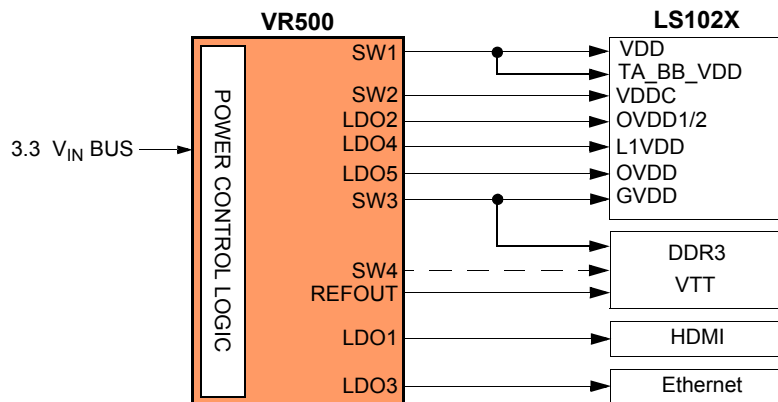 VR500
LS102X
SW1
VDD
TA_BB_VDD
SW2
VDDC
LDO2
OVDD1/2
LDO4
L1VDD
LDO5
OVDD
SW3
GVDD
3.3 VIN BUS
POWER CONTROL LOGIC
DDR3
SW4
VTT
REFOUT
LDO1
HDMI
LDO3
Ethernet